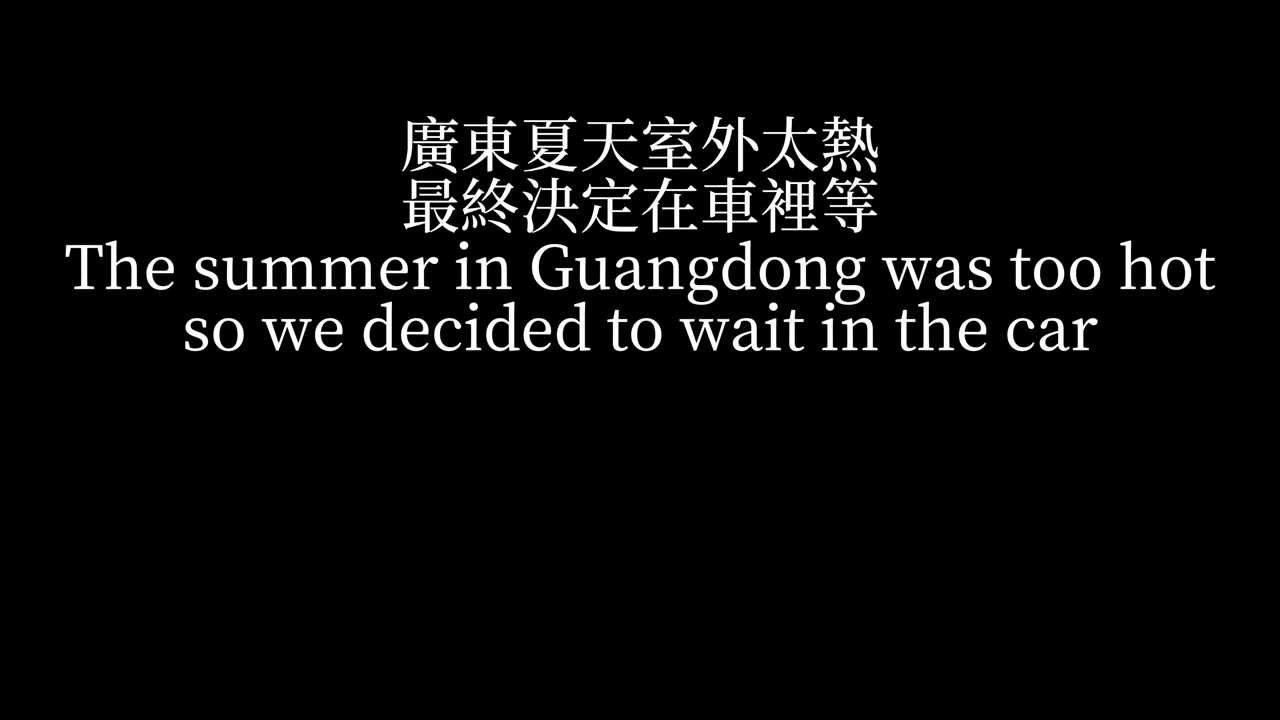 廣東夏天室外太熱
最終決定在車裡等
The summer in Guangdong was too hot
so we decided to wait in the car